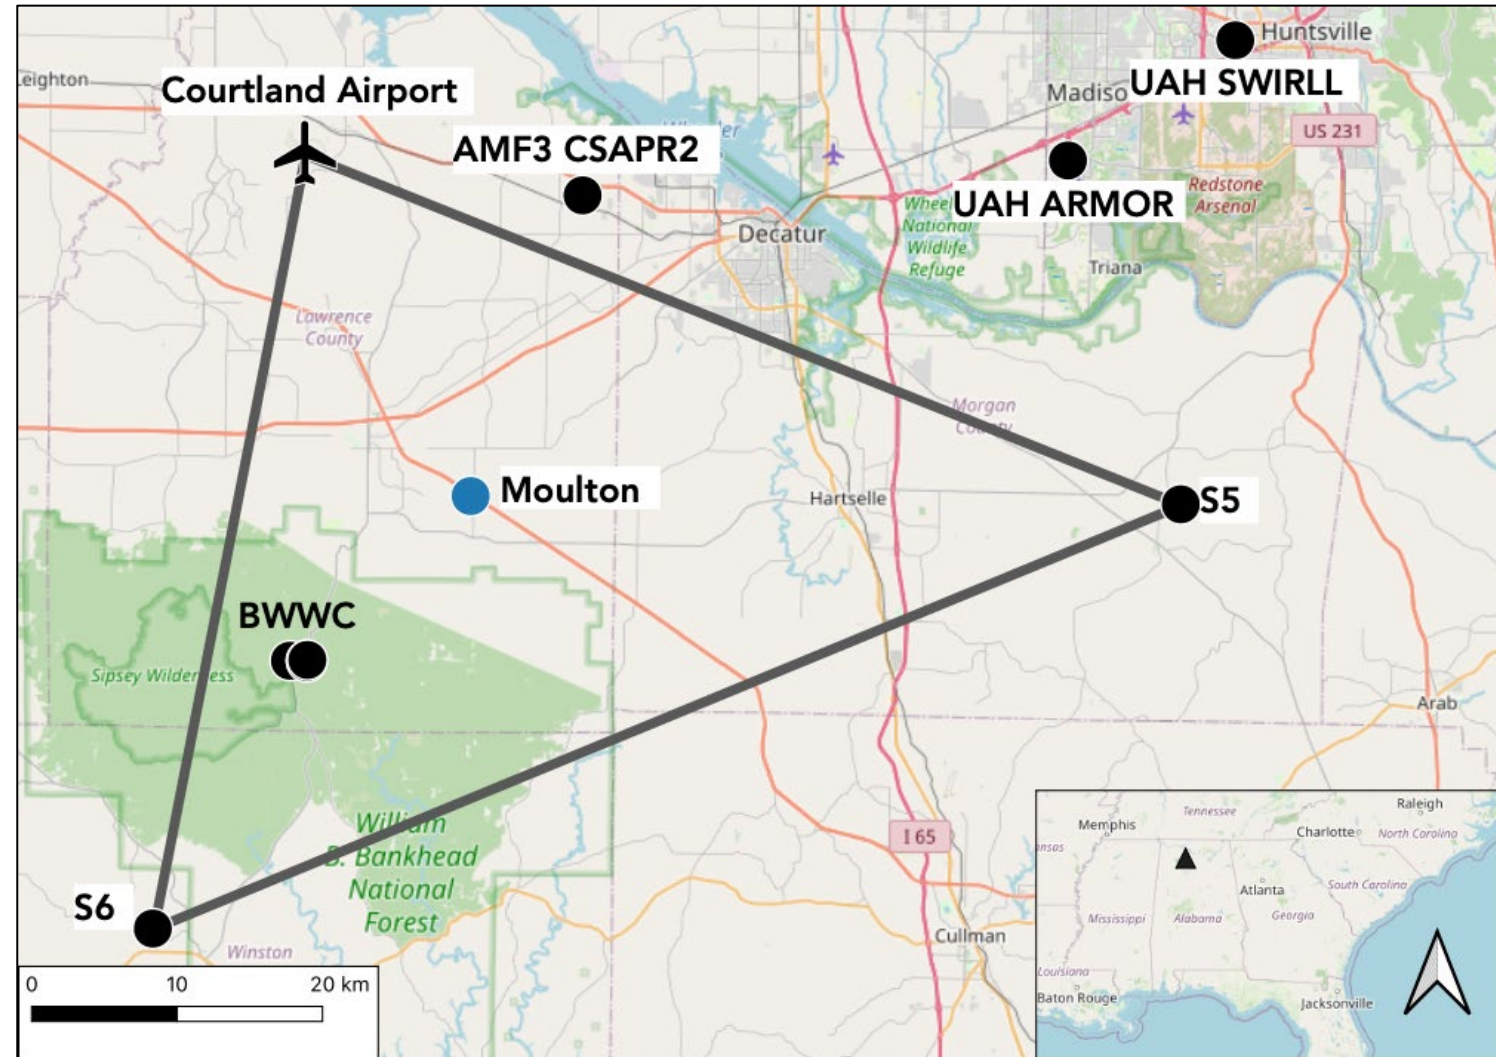 Huntsville
Leighton
Courtland Airport
Madiso
UAH SWIRLL
US 231
AMF3 CSAPR2
UAH ARMOR
Redstone
Arsenal
Decatur
National
Wildlife
Refuge
Triana
Lawrence
County
Morgan
County
Moulton
Hartselle
S5
BWWC
Sipsey Wilderness
Arab
William
B. Bankhead
National
Forest
I 65
S6
Winston
Cullman
0 10 20 km
Tennessee
Raleigh
Memphis
Charlotte
North Carolina
Atlanta
South Carolina
Mississippi
Alabama
Georgia
Louisiana
Baton Rouge
Jacksonville